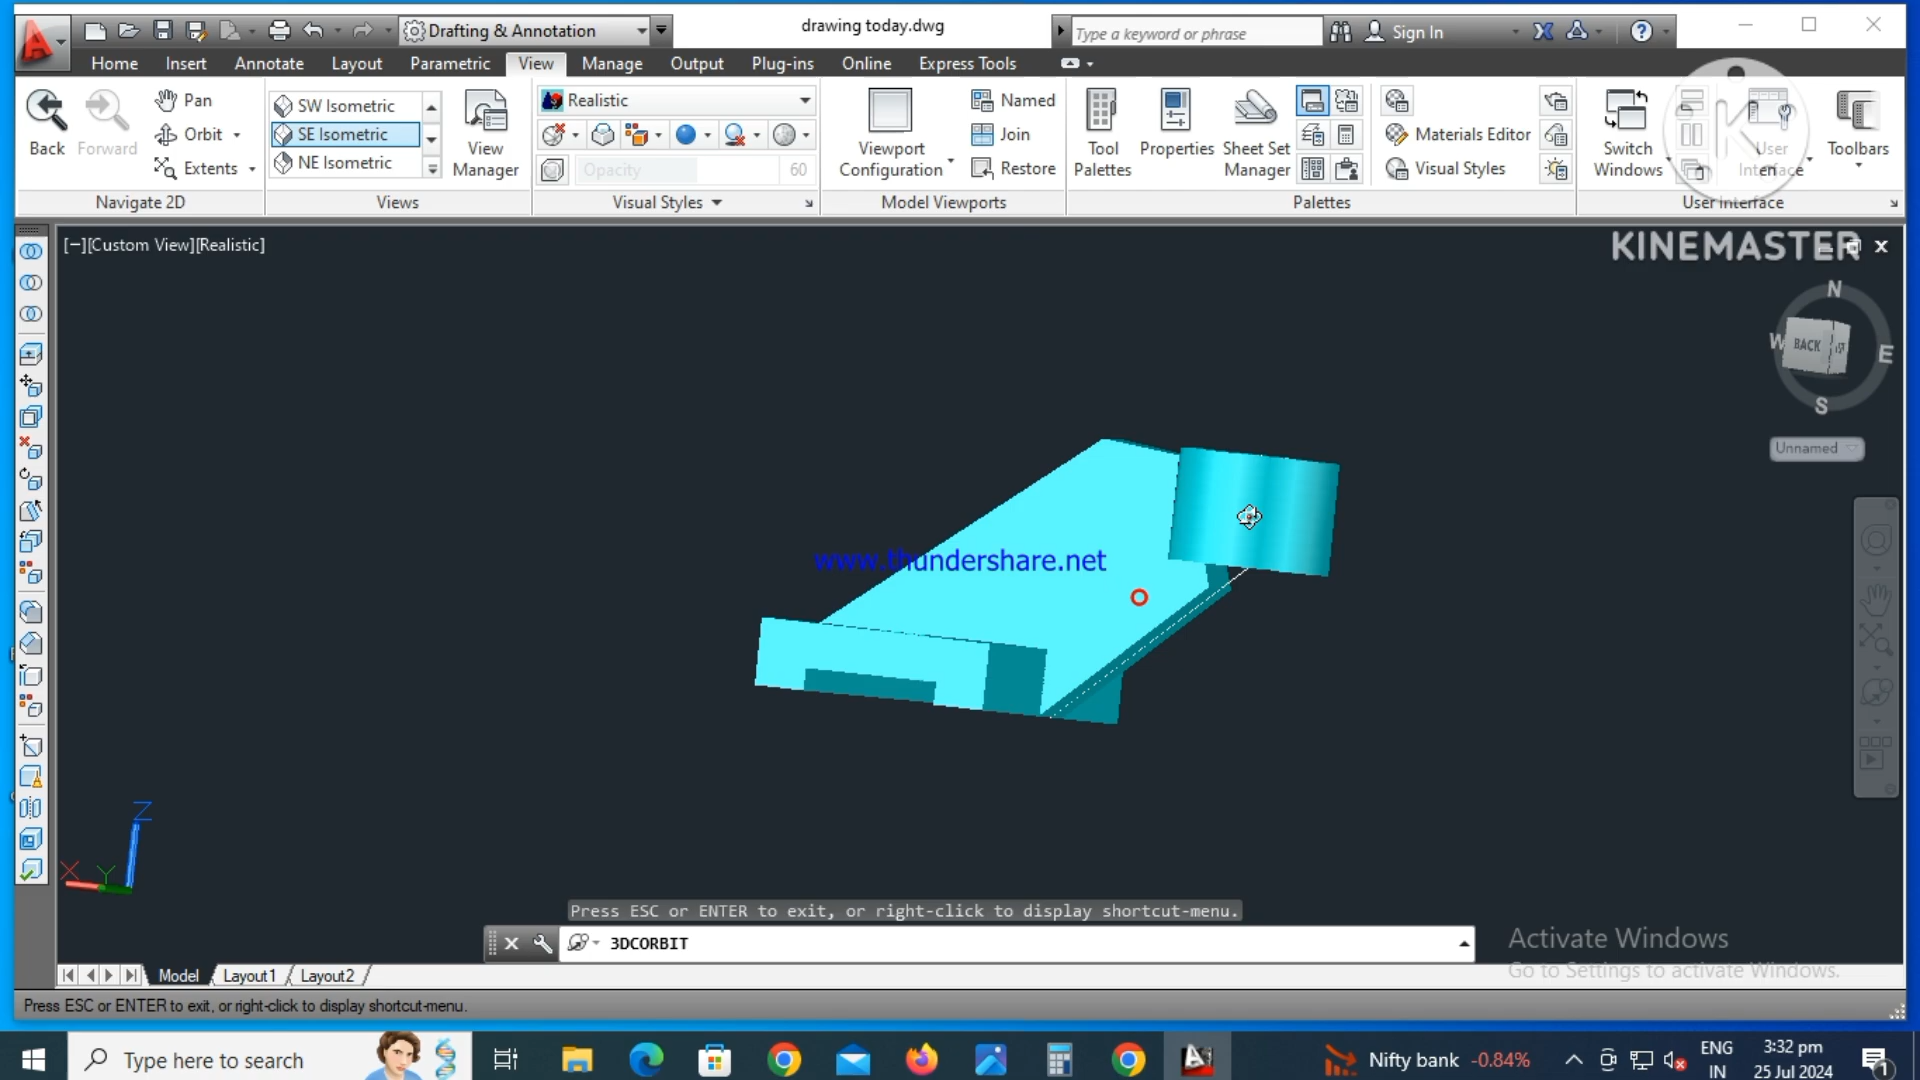 Drafting & Annotation
drawing today.dwg
Type a keyword or phrase
Sign In
Home
Insert
Annotate
Layout
Parametric
View
Manage
Output
Plug-ins
Online
Express Tools
Back
Forward
Pan
Orbit
Extents
Navigate 2D
SW Isometric
SE Isometric
NE Isometric
View Manager
Views
Realistic
Opacity 60
Visual Styles
Viewport Configuration
Named
Join
Restore
Model Viewports
Tool Palettes
Properties
Sheet Set Manager
Materials Editor
Visual Styles
Palettes
Switch Windows
User Interface
Toolbars
User Interface
[−][Custom View][Realistic]
KINEMASTER
N
W
BACK
E
S
Unnamed
www.thundershare.net
Z
X
Y
Press ESC or ENTER to exit, or right-click to display shortcut-menu.
3DCORBIT
Activate Windows
Go to Settings to activate Windows.
Model
Layout1
Layout2
Press ESC or ENTER to exit, or right-click to display shortcut-menu.
Type here to search
Nifty bank -0.84%
ENG
IN
3:32 pm
25 Jul 2024
1